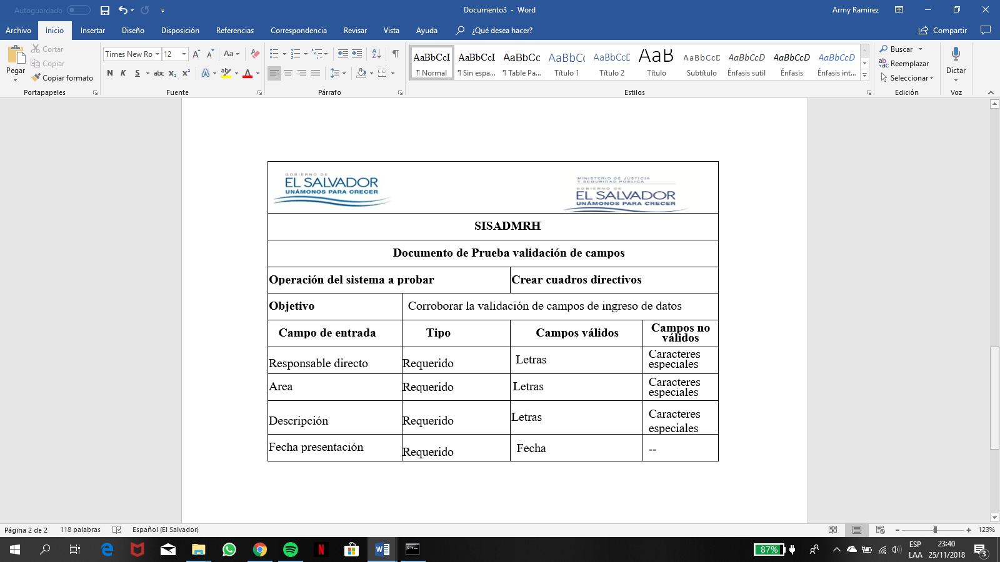 Autoguardado
Documento3 - Word
Army Ramirez
Archivo Inicio Insertar Diseño Disposición Referencias Correspondencia Revisar Vista Ayuda ¿Qué desea hacer? Compartir
Cortar
Copiar
Copiar formato
Pegar
Portapapeles
Times New Ro 12
Fuente
Párrafo
AaBbCcI AaBbCcI AaBbCc AaBbCc AaBbCcD AaB AaBbCcD AaBbCcD AaBbCcD AaBbCcD
¶ Normal ¶ Sin espa... ¶ Table Pa... Título 1 Título 2 Título Subtítulo Énfasis sutil Énfasis Énfasis int...
Estilos
Buscar
Reemplazar
Seleccionar
Edición
Dictar
Voz
GOBIERNO DE
EL SALVADOR
UNÁMONOS PARA CRECER
MINISTERIO DE JUSTICIA
Y SEGURIDAD PÚBLICA
GOBIERNO DE
EL SALVADOR
UNÁMONOS PARA CRECER
SISADMRH
Documento de Prueba validación de campos
Operación del sistema a probar Crear cuadros directivos
Objetivo Corroborar la validación de campos de ingreso de datos
Campo de entrada Tipo Campos válidos Campos no
válidos
Responsable directo Requerido Letras Caracteres
especiales
Area Requerido Letras Caracteres
especiales
Descripción Requerido Letras Caracteres
especiales
Fecha presentación Requerido Fecha --
Página 2 de 2 118 palabras Español (El Salvador) 123%
87%
ESP
LAA
23:40
25/11/2018
3